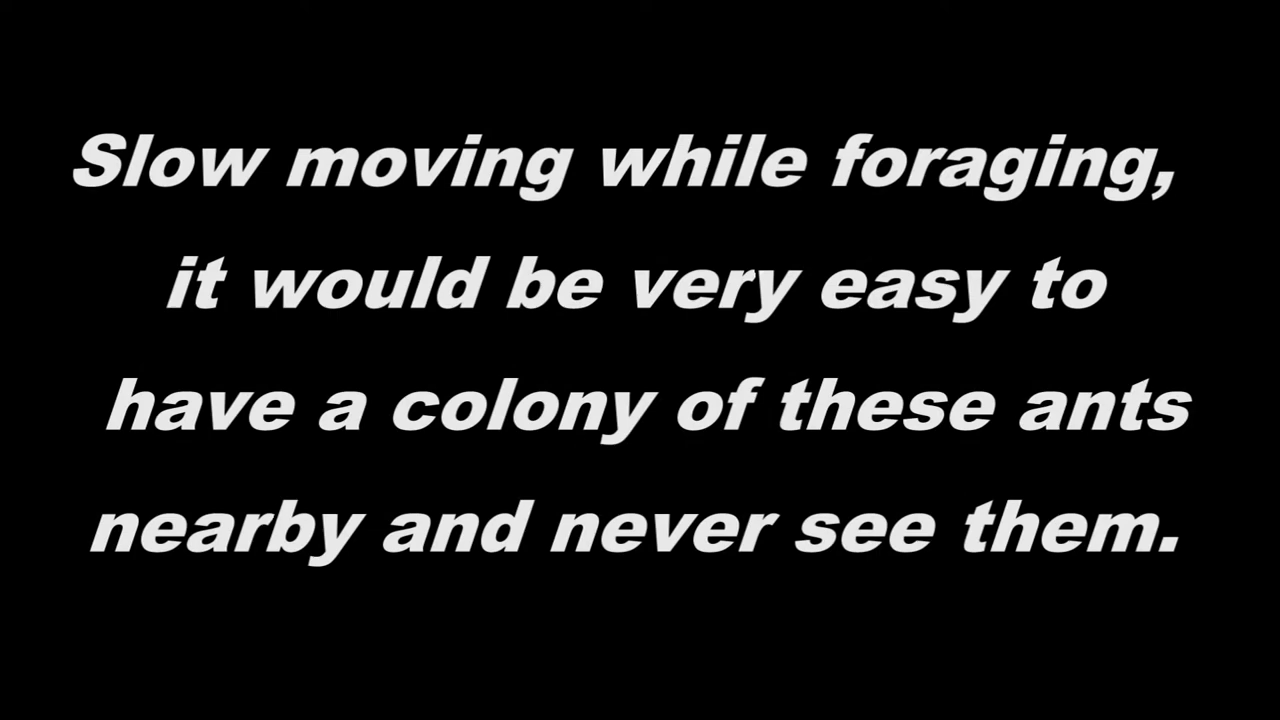 Slow moving while foraging,
it would be very easy to
have a colony of these ants
nearby and never see them.